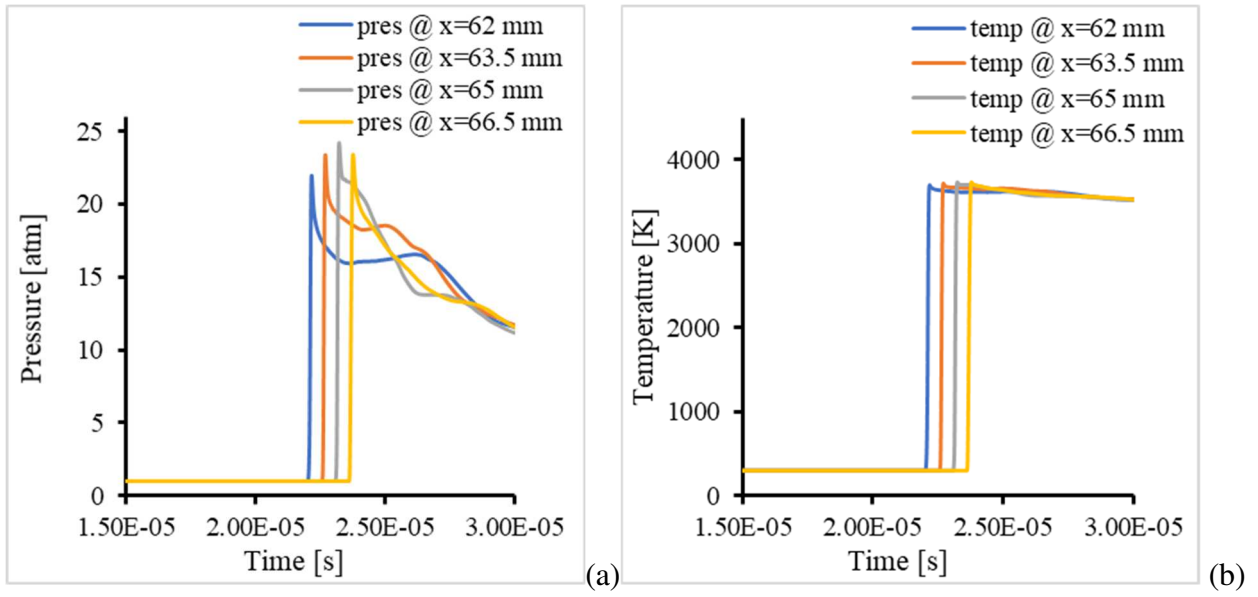 pres @ x=62 mm
pres @ x=63.5 mm
pres @ x=65 mm
pres @ x=66.5 mm
25
20
15
10
5
0
Pressure [atm]
1.50E-05 2.00E-05 2.50E-05 3.00E-05
Time [s]
(a)
temp @ x=62 mm
temp @ x=63.5 mm
temp @ x=65 mm
temp @ x=66.5 mm
4000
3000
2000
1000
0
Temperature [K]
1.50E-05 2.00E-05 2.50E-05 3.00E-05
Time [s]
(b)